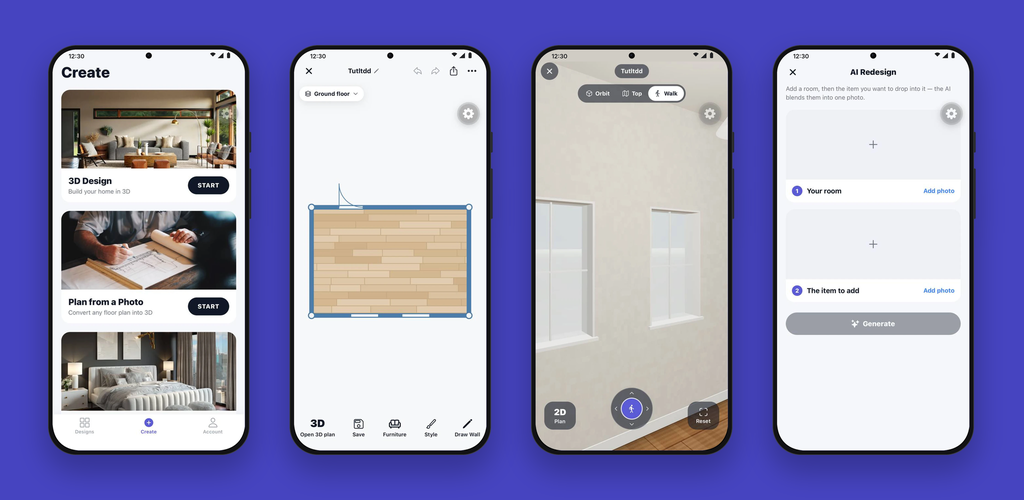 12:30
Create
3D Design
Build your home in 3D
START
Plan from a Photo
Convert any floor plan into 3D
START
Designs
Create
Account
12:30
Tutltdd
Ground floor
3D
Open 3D plan
Save
Furniture
Style
Draw Wall
12:30
Tutltdd
Orbit
Top
Walk
2D
Plan
Reset
12:30
AI Redesign
Add a room, then the item you want to drop into it — the AI
blends them into one photo.
1 Your room
Add photo
2 The item to add
Add photo
Generate